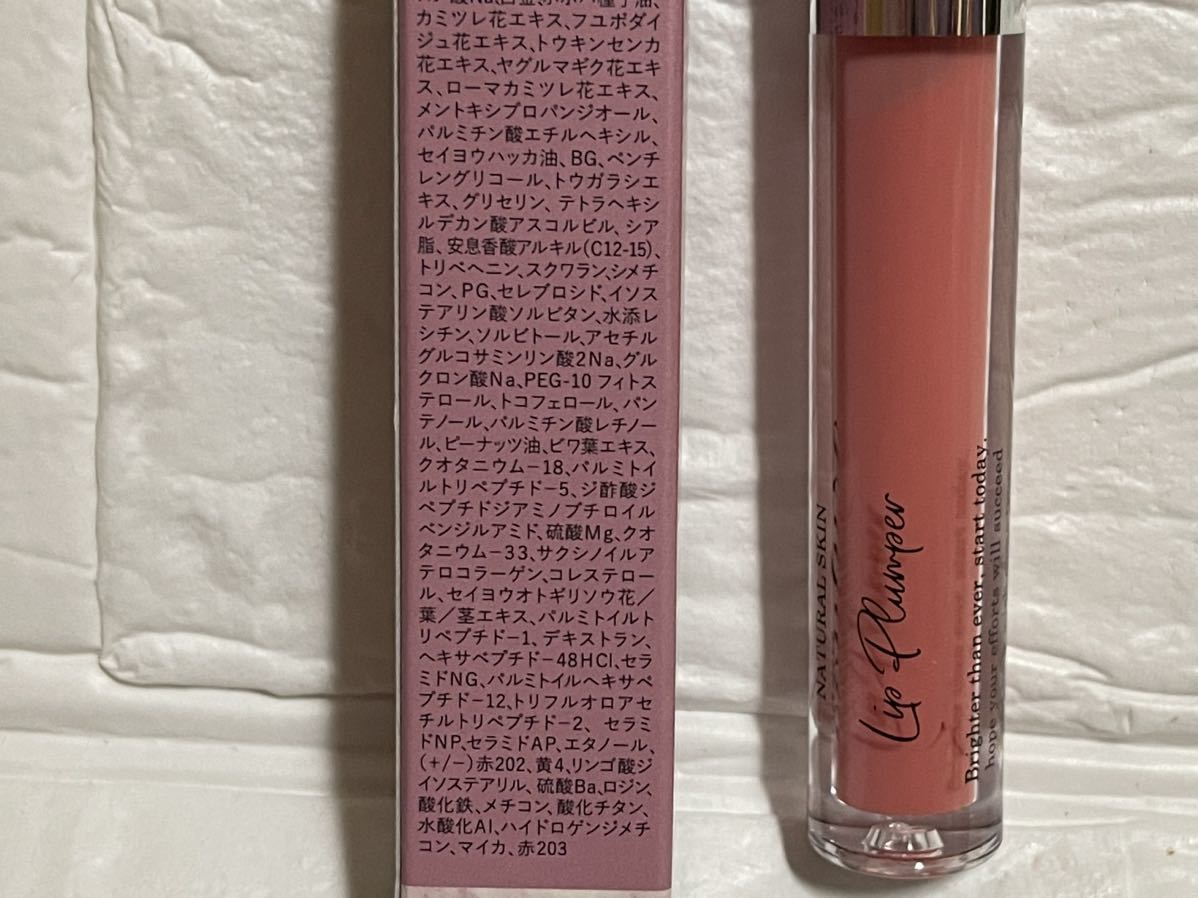 カミツレ花エキス、フユボダイ
ジュ花エキス、トウキンセンカ
花エキス、ヤグルマギク花エキ
ス、ローマカミツレ花エキス、
メントキシプロパンジオール、
パルミチン酸エチルヘキシル、
セイヨウハッカ油、BG、ペンチ
レングリコール、トウガラシエ
キス、グリセリン、テトラヘキシ
ルデカン酸アスコルビル、シア
脂、安息香酸アルキル(C12-15)、
トリベヘニン、スクワラン、シメチ
コン、PG、セレブロシド、イソス
テアリン酸ソルビタン、水添レ
シチン、ソルビトール、アセチル
グルコサミンリン酸2Na、グル
クロン酸Na、PEG-10 フィトス
テロール、トコフェロール、パン
テノール、パルミチン酸レチノー
ル、ピーナッツ油、ビワ葉エキス、
クオタニウム-18、パルミトイ
ルトリペプチド-5、ジ酢酸ジ
ペプチドジアミノブチロイル
ベンジルアミド、硫酸Mg、クオ
タニウム-33、サクシノイルア
テロコラーゲン、コレステロー
ル、セイヨウオトギリソウ花/
葉/茎エキス、パルミトイルト
リペプチド-1、デキストラン、
ヘキサペプチド-48HCl、セラ
ミドNG、パルミトイルヘキサペ
プチド-12、トリフルオロアセ
チルトリペプチド-2、セラミ
ドNP、セラミドAP、エタノール、
(+/-)赤202、黄4、リンゴ酸ジ
イソステアリル、硫酸Ba、ロジン、
酸化鉄、メチコン、酸化チタン、
水酸化Al、ハイドロゲンジメチ
コン、マイカ、赤203
NATURAL SKIN
Lip Plumper
Brighter than ever, start today.
hope your efforts will succeed